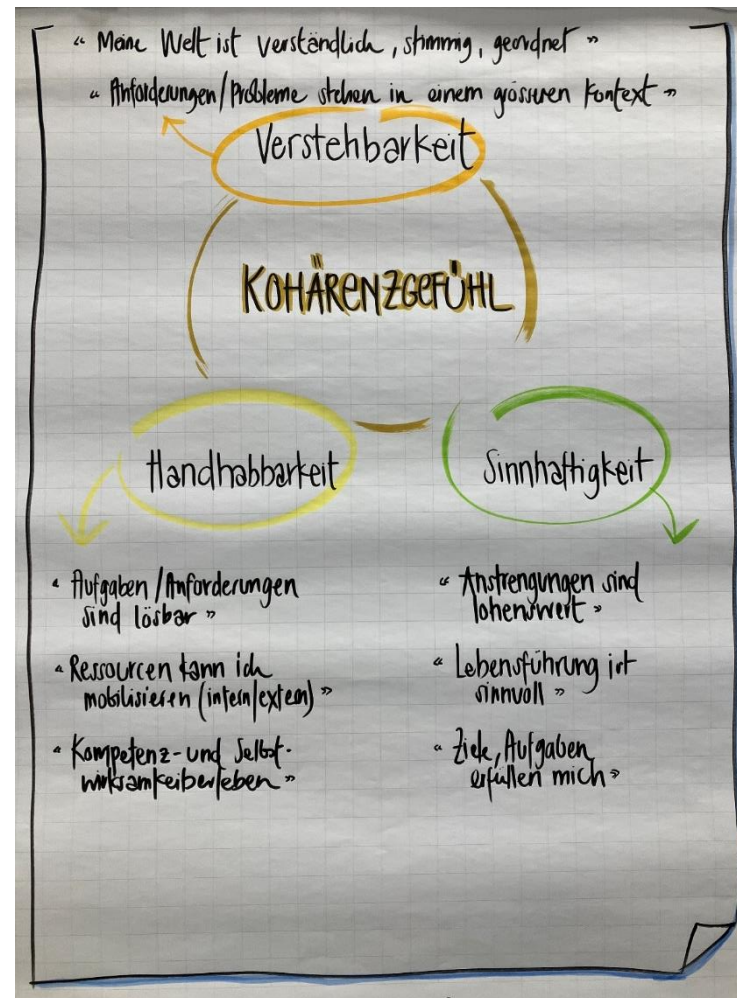 " Meine Welt ist verständlich, stimmig, geordnet "
" Anforderungen/Probleme stehen in einem grösseren Kontext "
Verstehbarkeit
KOHÄRENZGEFÜHL
Handhabbarkeit
Sinnhaftigkeit
" Aufgaben/Anforderungen
sind lösbar "
" Ressourcen kann ich
mobilisieren (intern/extern) "
" Kompetenz- und Selbst-
wirksamkeiberleben "
" Anstrengungen sind
lohenswert "
" Lebensführung ist
sinnvoll "
" Ziele, Aufgaben
erfüllen mich "